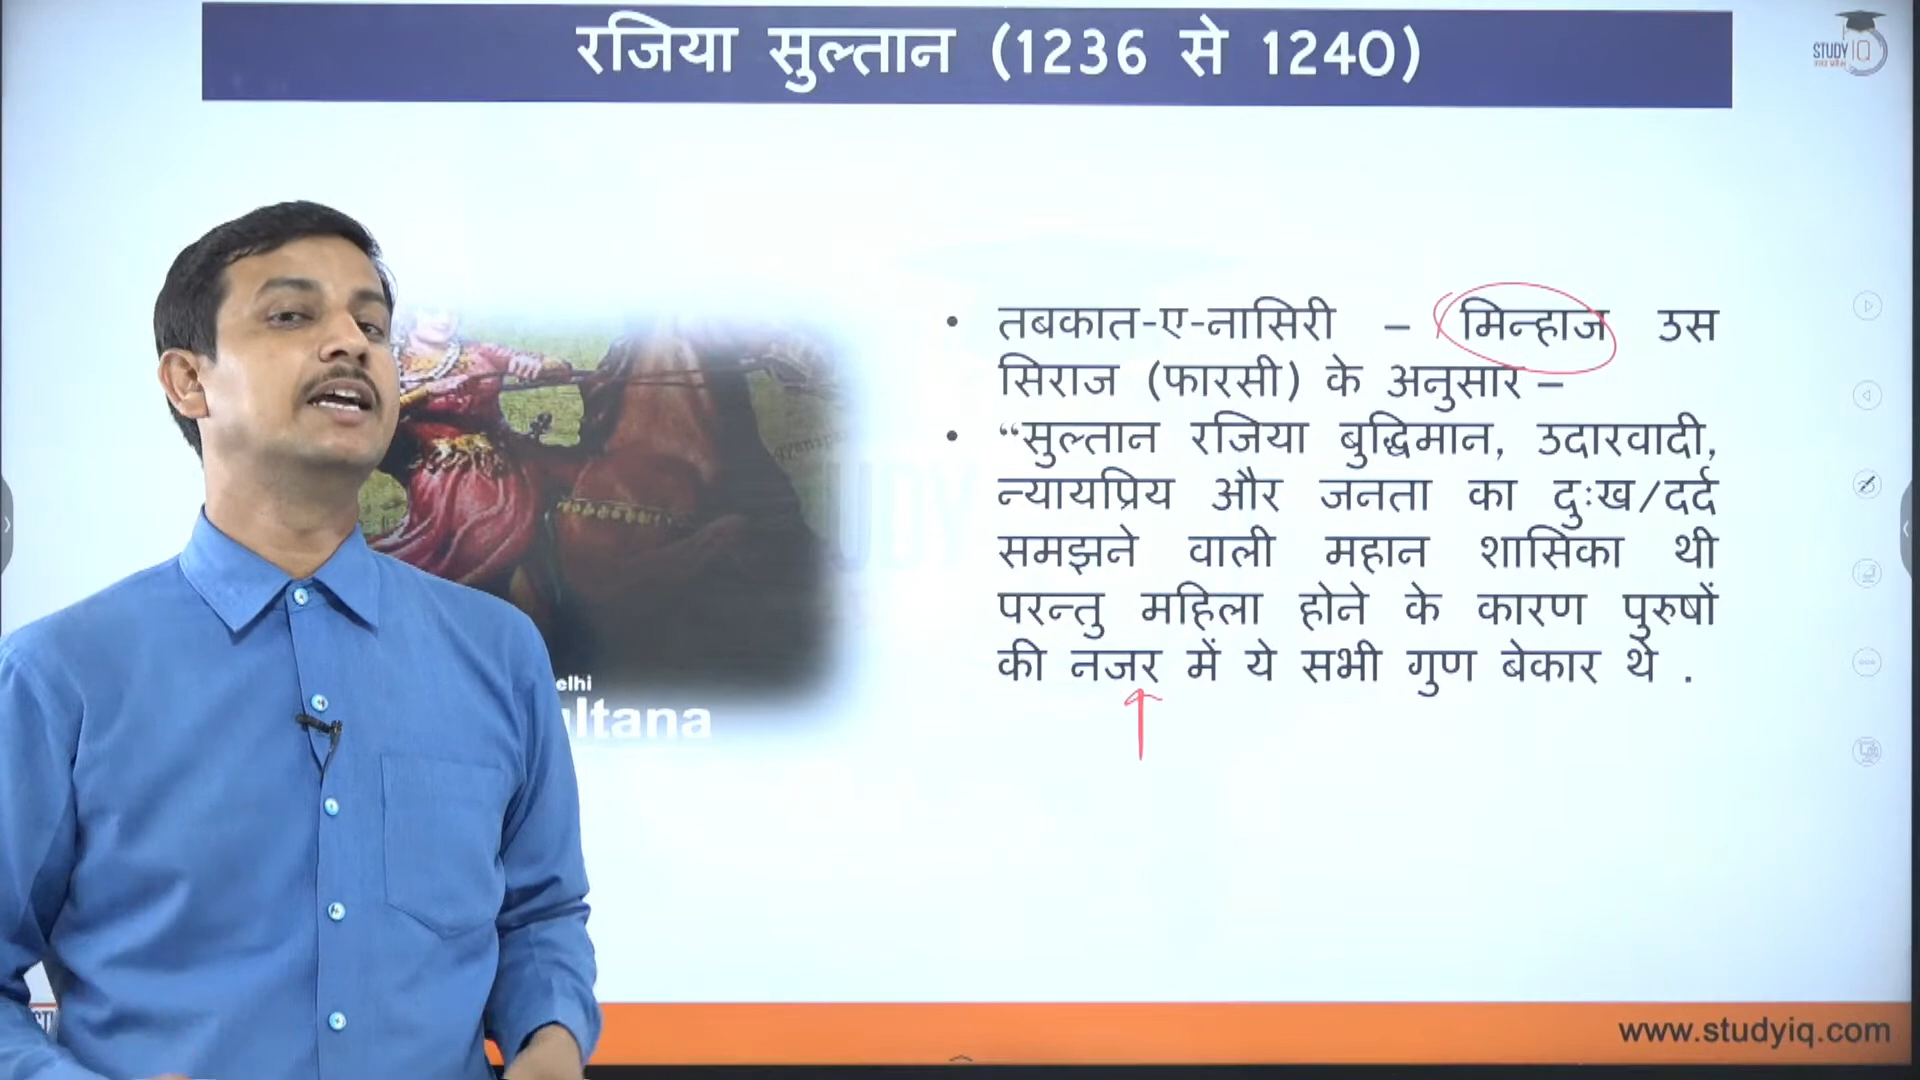 रजिया सुल्तान (1236 से 1240)
STUDY IQ
• तबकात-ए-नासिरी – मिन्हाज उस
सिराज (फारसी) के अनुसार –
• “सुल्तान रजिया बुद्धिमान, उदारवादी,
न्यायप्रिय और जनता का दुःख/दर्द
समझने वाली महान शासिका थी
परन्तु महिला होने के कारण पुरुषों
की नजर में ये सभी गुण बेकार थे .
elhi
ultana
www.studyiq.com